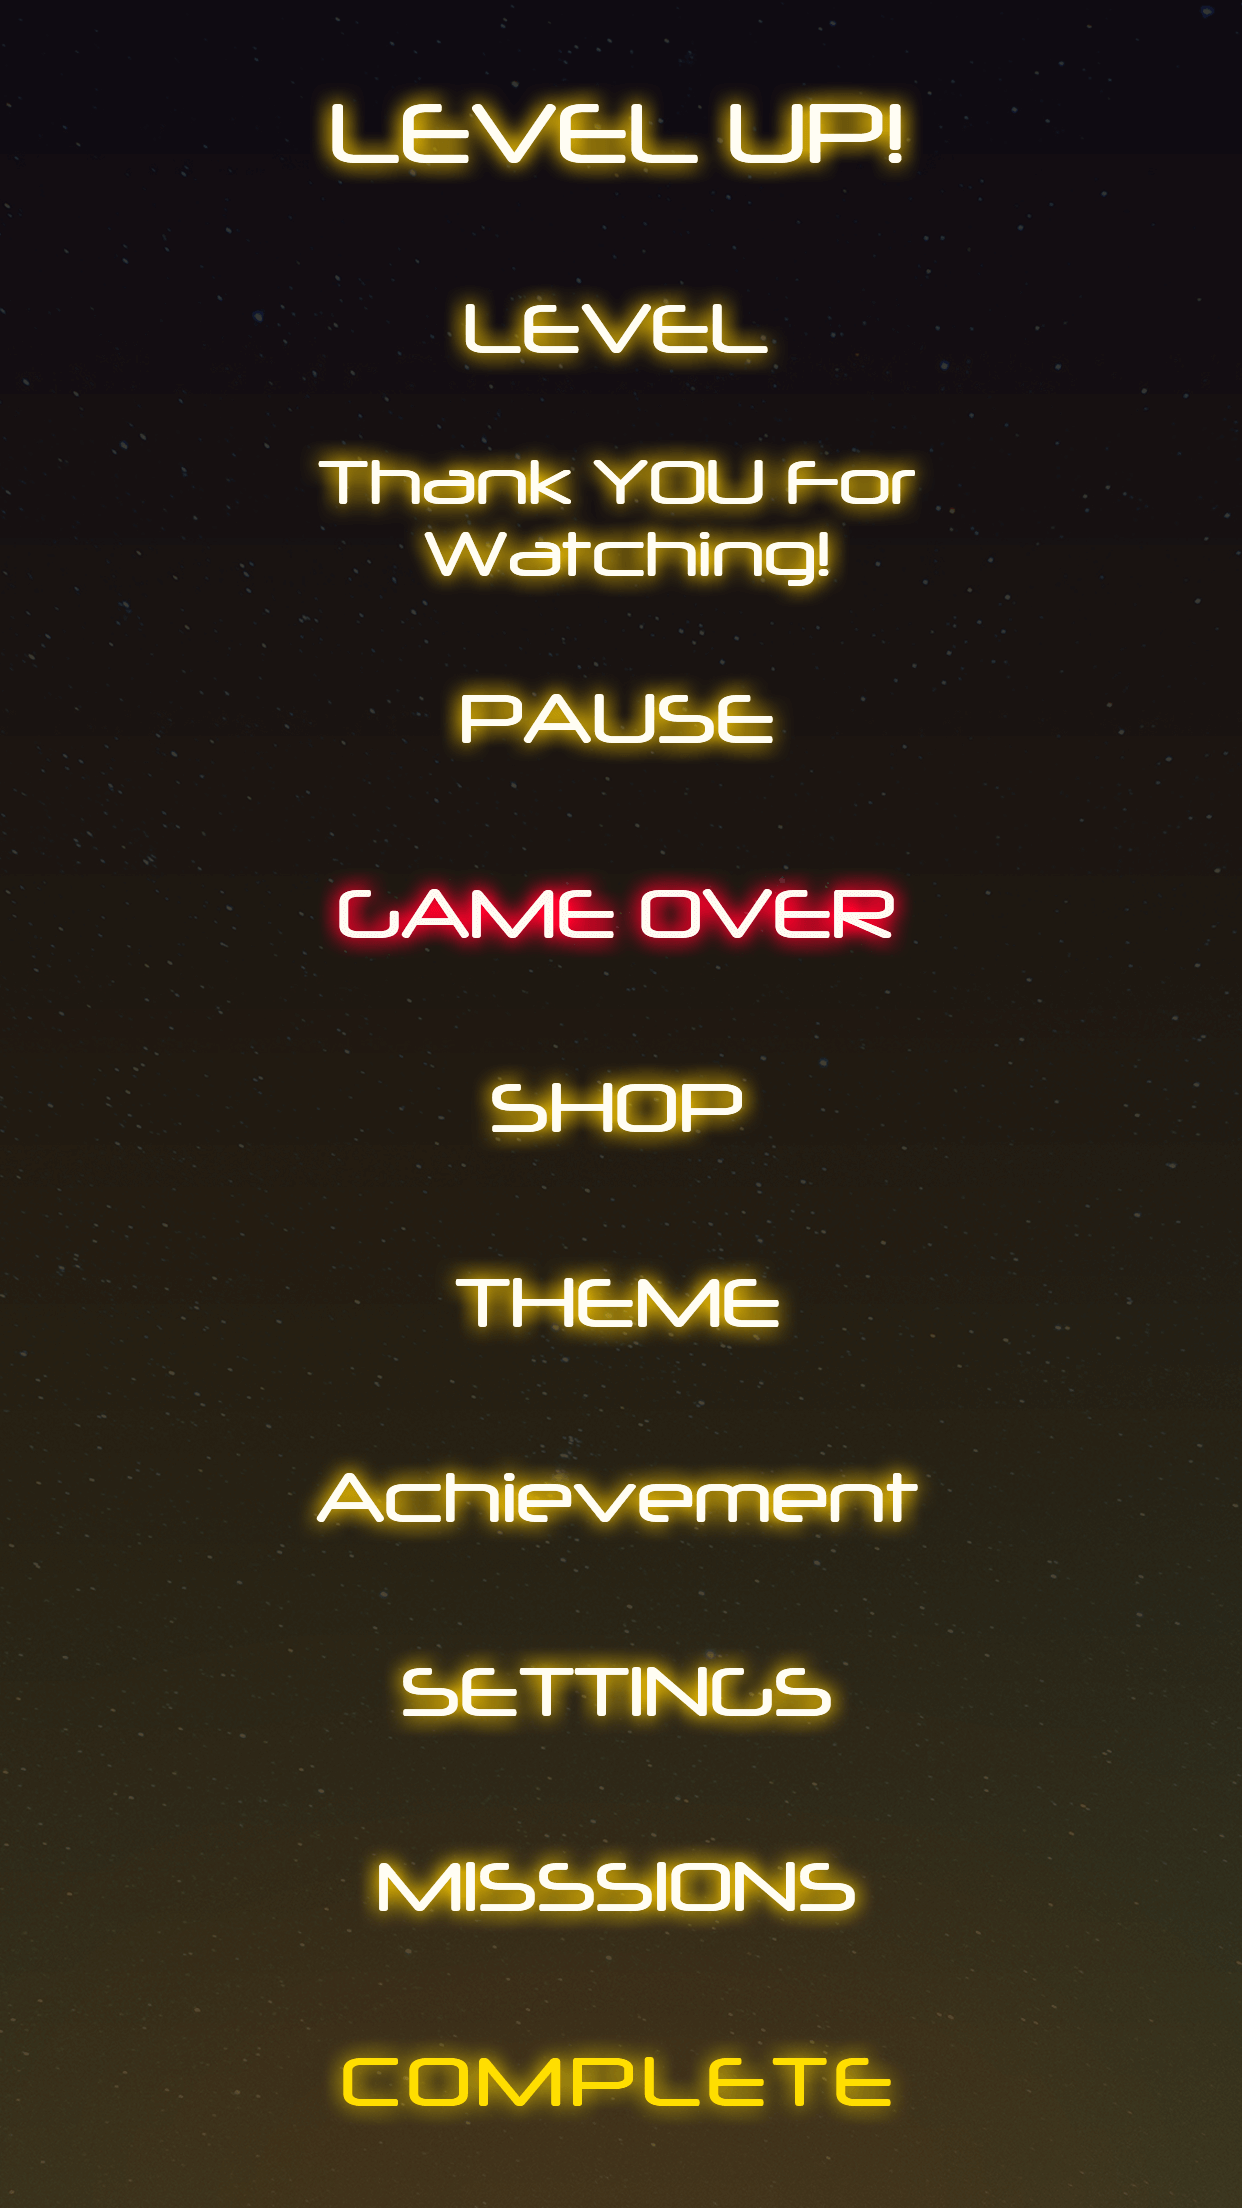 LEVEL UP!
LEVEL
Thank YOU For
Watching!
PAUSE
GAME OVER
SHOP
THEME
Achievement
SETTINGS
MISSSIONS
COMPLETE